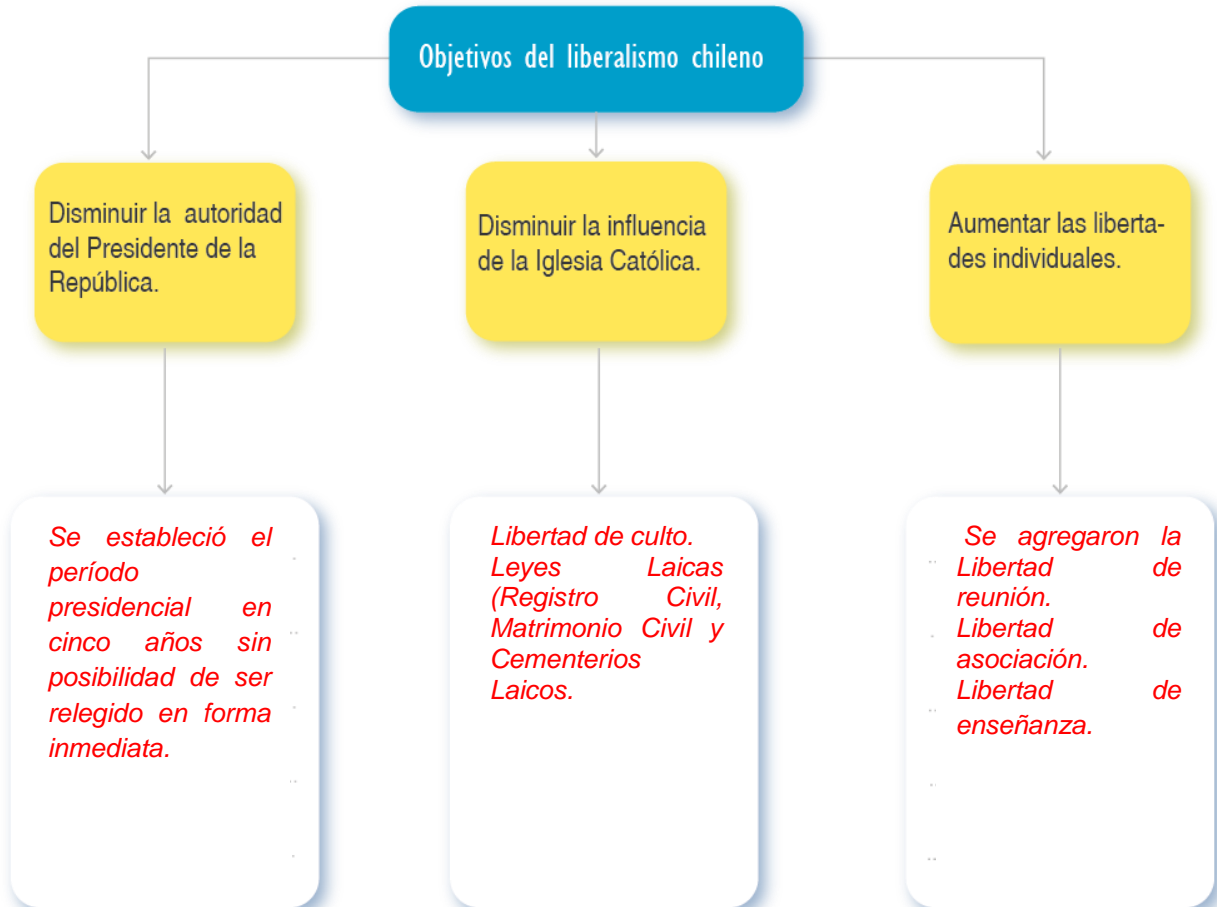 Objetivos del liberalismo chileno
Disminuir la autoridad
del Presidente de la
República.
Disminuir la influencia
de la Iglesia Católica.
Aumentar las liberta-
des individuales.
Se estableció el
período
presidencial en
cinco años sin
posibilidad de ser
relegido en forma
inmediata.
Libertad de culto.
Leyes Laicas
(Registro Civil,
Matrimonio Civil y
Cementerios
Laicos.
Se agregaron la
Libertad de
reunión.
Libertad de
asociación.
Libertad de
enseñanza.